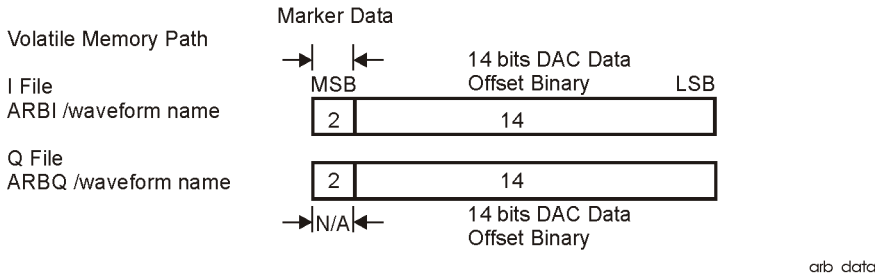 Marker Data
Volatile Memory Path
14 bits DAC Data
I File
MSB
Offset Binary
LSB
ARBI /waveform name
2
14
Q File
ARBQ /waveform name
2
14
N/A
14 bits DAC Data
Offset Binary
arb data